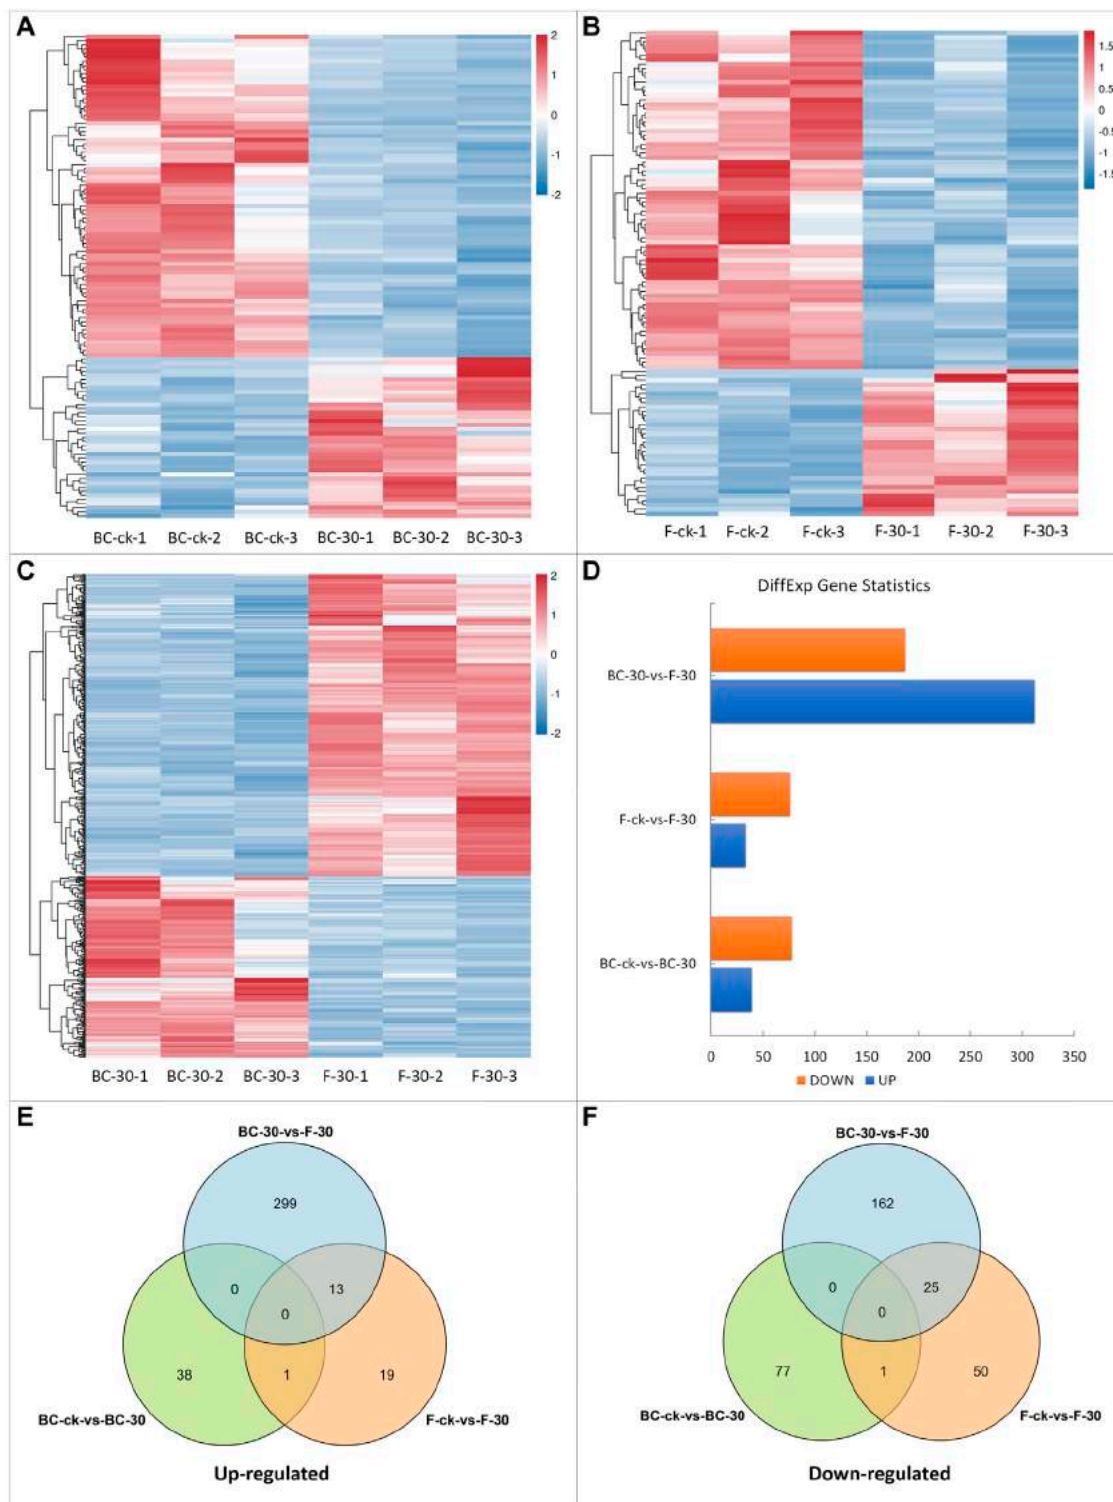 A
2
1
0
-1
-2
BC-ck-1 BC-ck-2 BC-ck-3 BC-30-1 BC-30-2 BC-30-3
B
1.5
1
0.5
0
-0.5
-1
-1.5
F-ck-1 F-ck-2 F-ck-3 F-30-1 F-30-2 F-30-3
C
2
1
0
-1
-2
BC-30-1 BC-30-2 BC-30-3 F-30-1 F-30-2 F-30-3
D
DiffExp Gene Statistics
BC-30-vs-F-30
F-ck-vs-F-30
BC-ck-vs-BC-30
0 50 100 150 200 250 300 350
DOWN UP
E
BC-30-vs-F-30
299
0 13
0
38 1 19
BC-ck-vs-BC-30 F-ck-vs-F-30
Up-regulated
F
BC-30-vs-F-30
162
0 25
0
77 1 50
BC-ck-vs-BC-30 F-ck-vs-F-30
Down-regulated